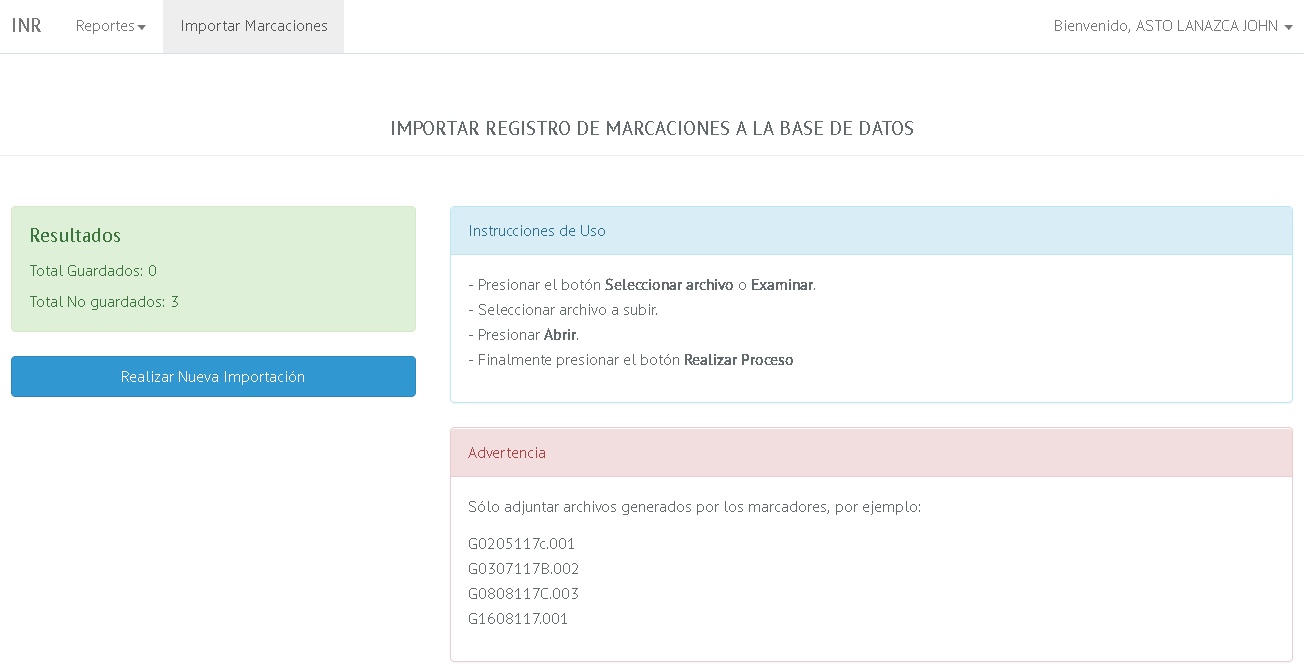 INR Reportes Importar Marcaciones Bienvenido, ASTO LANAZCA JOHN
IMPORTAR REGISTRO DE MARCACIONES A LA BASE DE DATOS
Resultados
Total Guardados: 0
Total No guardados: 3
Realizar Nueva Importación
Instrucciones de Uso
- Presionar el botón Seleccionar archivo o Examinar.
- Seleccionar archivo a subir.
- Presionar Abrir.
- Finalmente presionar el botón Realizar Proceso
Advertencia
Sólo adjuntar archivos generados por los marcadores, por ejemplo:
G0205117c.001
G0307117B.002
G0808117C.003
G1608117.001